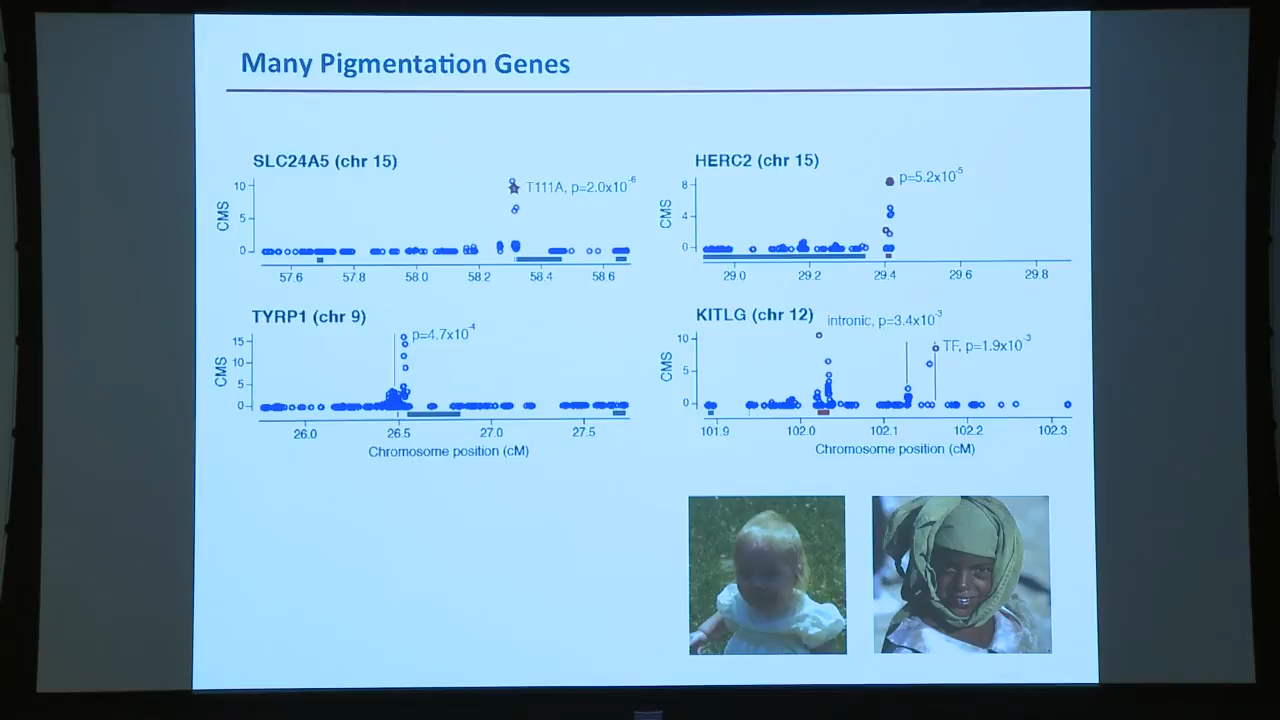 Many Pigmentation Genes
SLC24A5 (chr 15)
CMS
10
5
0
T111A, p=2.0x10-6
57.6 57.8 58.0 58.2 58.4 58.6
HERC2 (chr 15)
CMS
8
4
0
p=5.2x10-5
29.0 29.2 29.4 29.6 29.8
TYRP1 (chr 9)
CMS
15
10
5
0
p=4.7x10-4
26.0 26.5 27.0 27.5
Chromosome position (cM)
KITLG (chr 12)
CMS
10
5
0
intronic, p=3.4x10-3
TF, p=1.9x10-3
101.9 102.0 102.1 102.2 102.3
Chromosome position (cM)